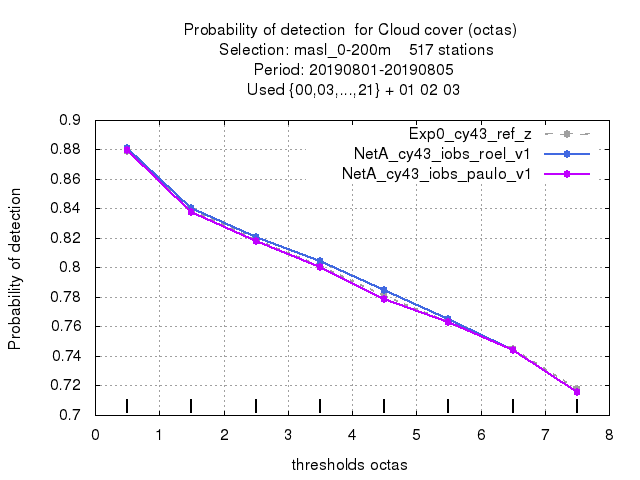 Probability of detection  for Cloud cover (octas)
Selection: masl_0-200m    517 stations
Period: 20190801-20190805
Used {00,03,...,21} + 01 02 03
Exp0_cy43_ref_z
NetA_cy43_iobs_roel_v1
NetA_cy43_iobs_paulo_v1
Probability of detection
0.9
0.88
0.86
0.84
0.82
0.8
0.78
0.76
0.74
0.72
0.7
0 1 2 3 4 5 6 7 8
thresholds octas